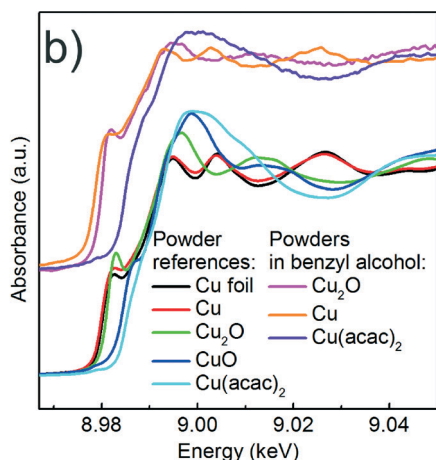 b)
Absorbance (a.u.)
Powder references:
Cu foil
Cu
Cu₂O
CuO
Cu(acac)₂
Powders in benzyl alcohol:
Cu₂O
Cu
Cu(acac)₂
8.98 9.00 9.02 9.04
Energy (keV)